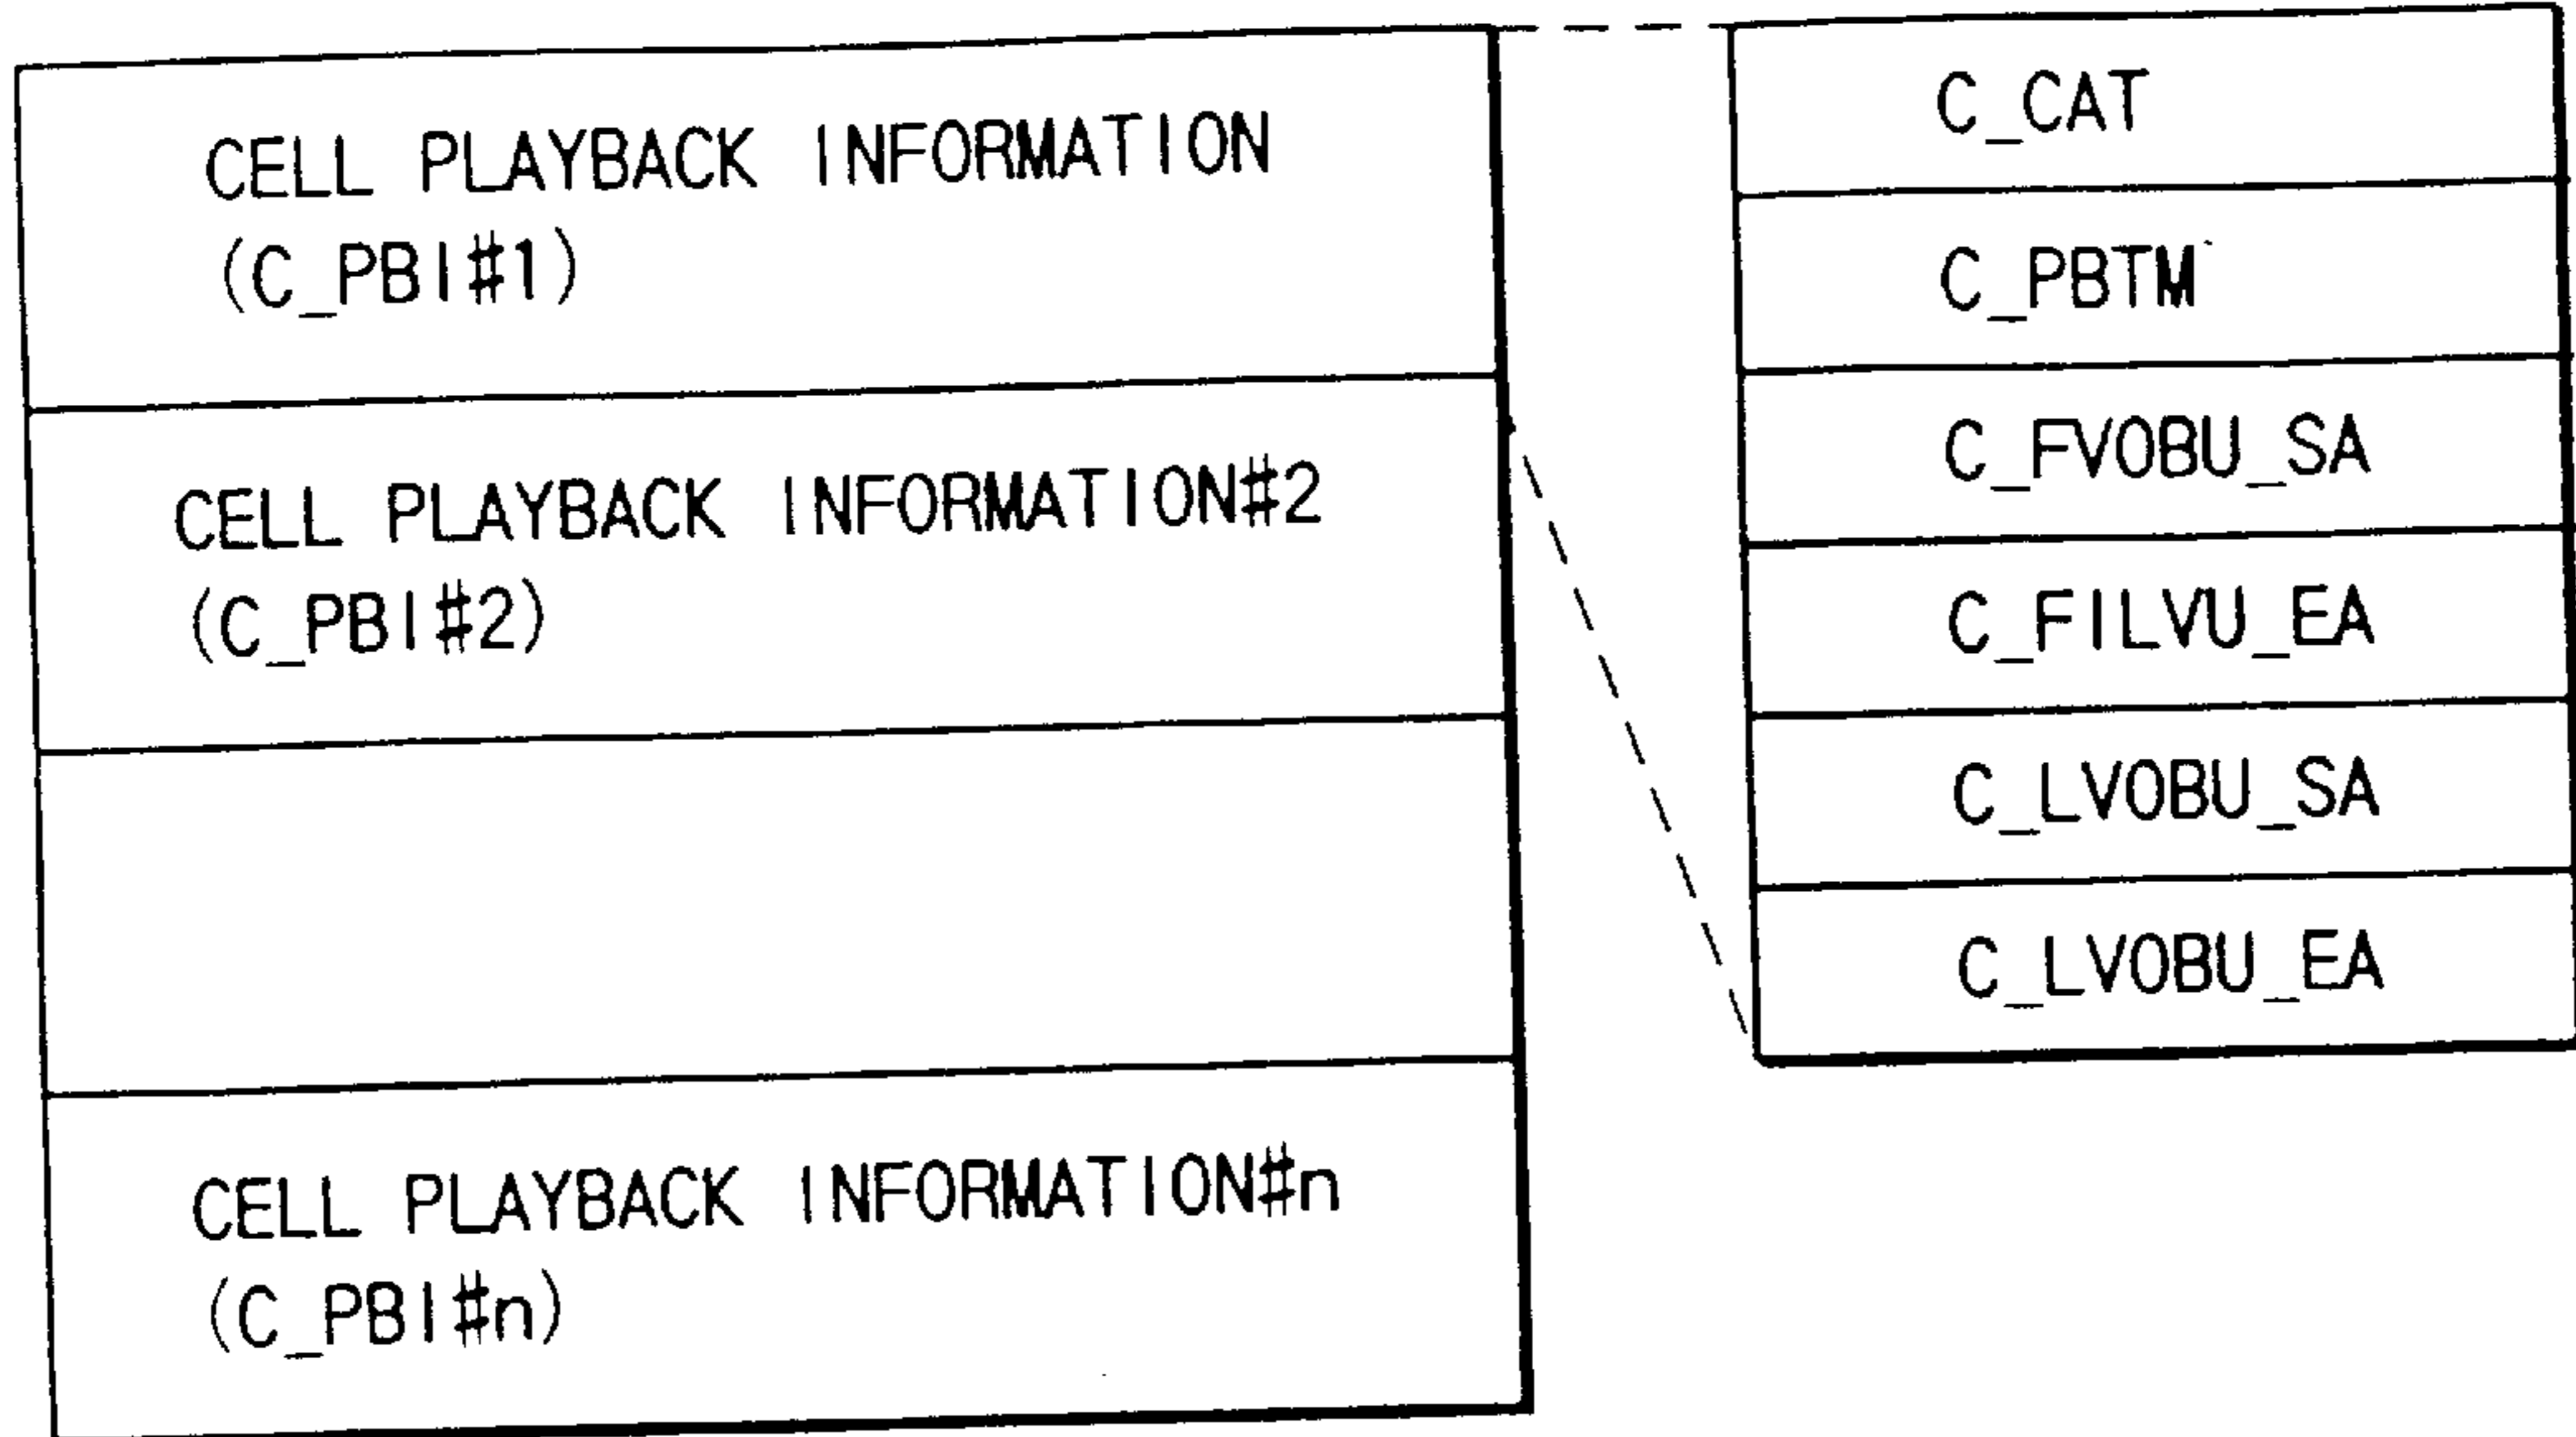 CELL PLAYBACK INFORMATION
(C_PBI#1)
CELL PLAYBACK INFORMATION#2
(C_PBI#2)
CELL PLAYBACK INFORMATION#n
(C_PBI#n)
C_CAT
C_PBTM
C_FVOBU_SA
C_FILVU_EA
C_LVOBU_SA
C_LVOBU_EA